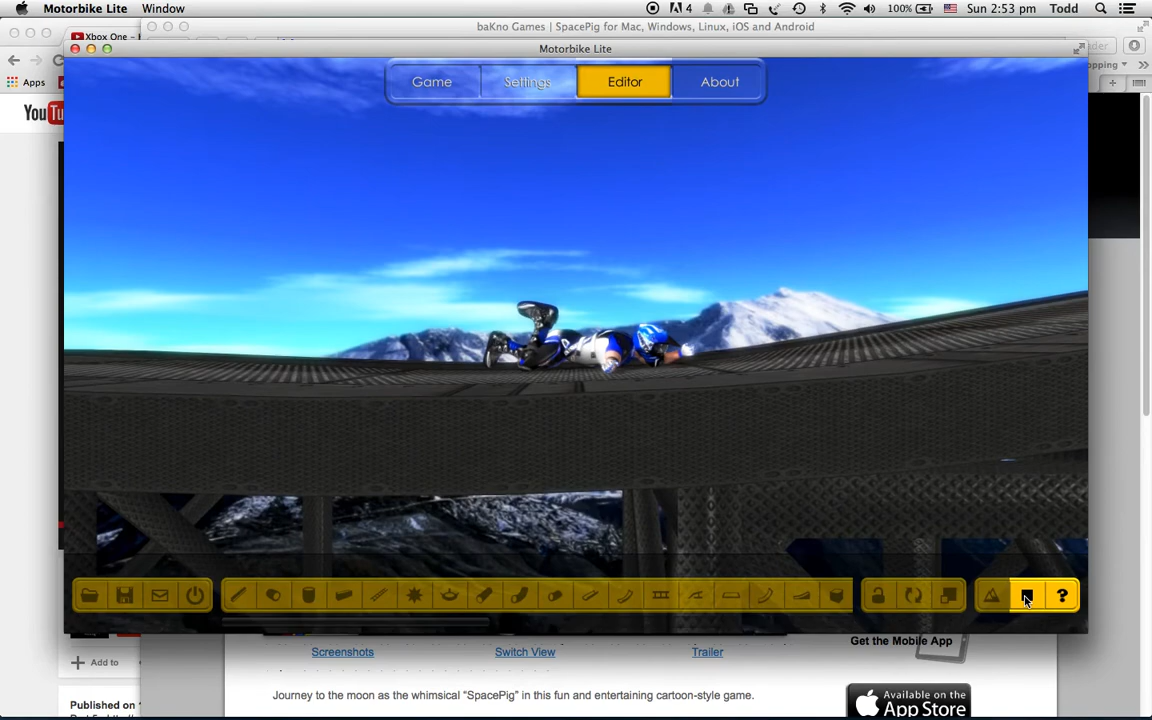 Motorbike Lite Window
4 100% Sun 2:53 pm Todd
baKno Games | SpacePig for Mac, Windows, Linux, iOS and Android
Xbox One –
Motorbike Lite
Apps
You
Game Settings Editor About
?
Get the Mobile App
Screenshots Switch View Trailer
Add to
Journey to the moon as the whimsical "SpacePig" in this fun and entertaining cartoon-style game.
Available on the
App Store
Published on